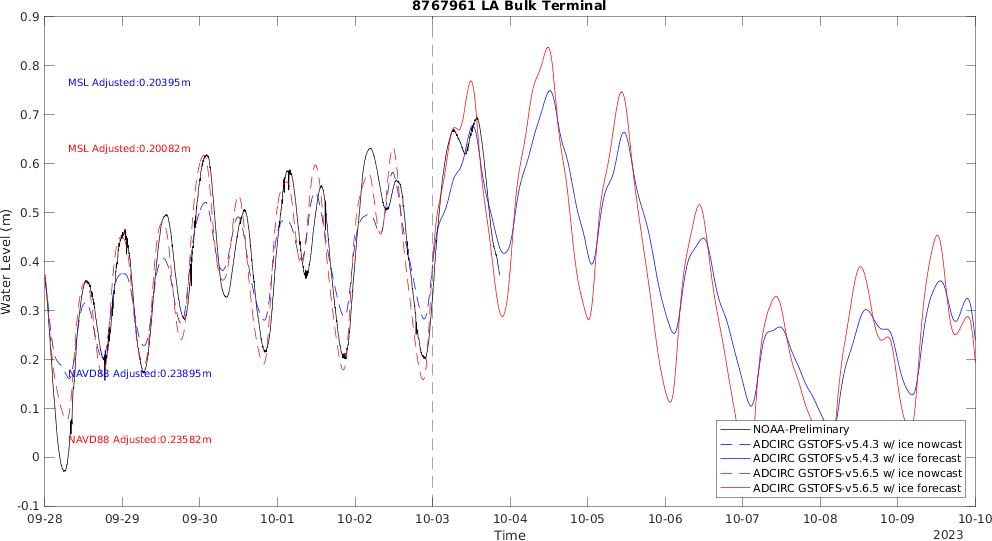 8767961 LA Bulk Terminal
Water Level (m)
0.9
0.8
0.7
0.6
0.5
0.4
0.3
0.2
0.1
0
-0.1
MSL Adjusted:0.20395m
MSL Adjusted:0.20082m
NAVD88 Adjusted:0.23895m
NAVD88 Adjusted:0.23582m
NOAA-Preliminary
ADCIRC GSTOFS-v5.4.3 w/ ice nowcast
ADCIRC GSTOFS-v5.4.3 w/ ice forecast
ADCIRC GSTOFS-v5.6.5 w/ ice nowcast
ADCIRC GSTOFS-v5.6.5 w/ ice forecast
09-28 09-29 09-30 10-01 10-02 10-03 10-04 10-05 10-06 10-07 10-08 10-09 10-10
Time
2023